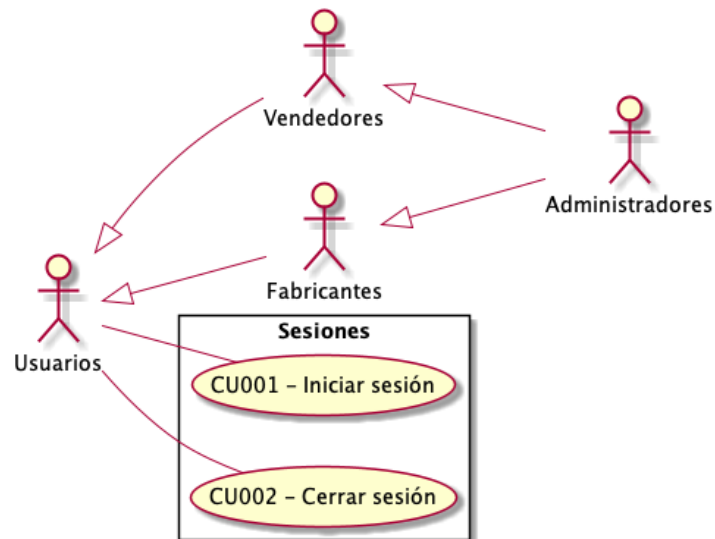 Vendedores
Administradores
Fabricantes
Usuarios
Sesiones
CU001 – Iniciar sesión
CU002 – Cerrar sesión